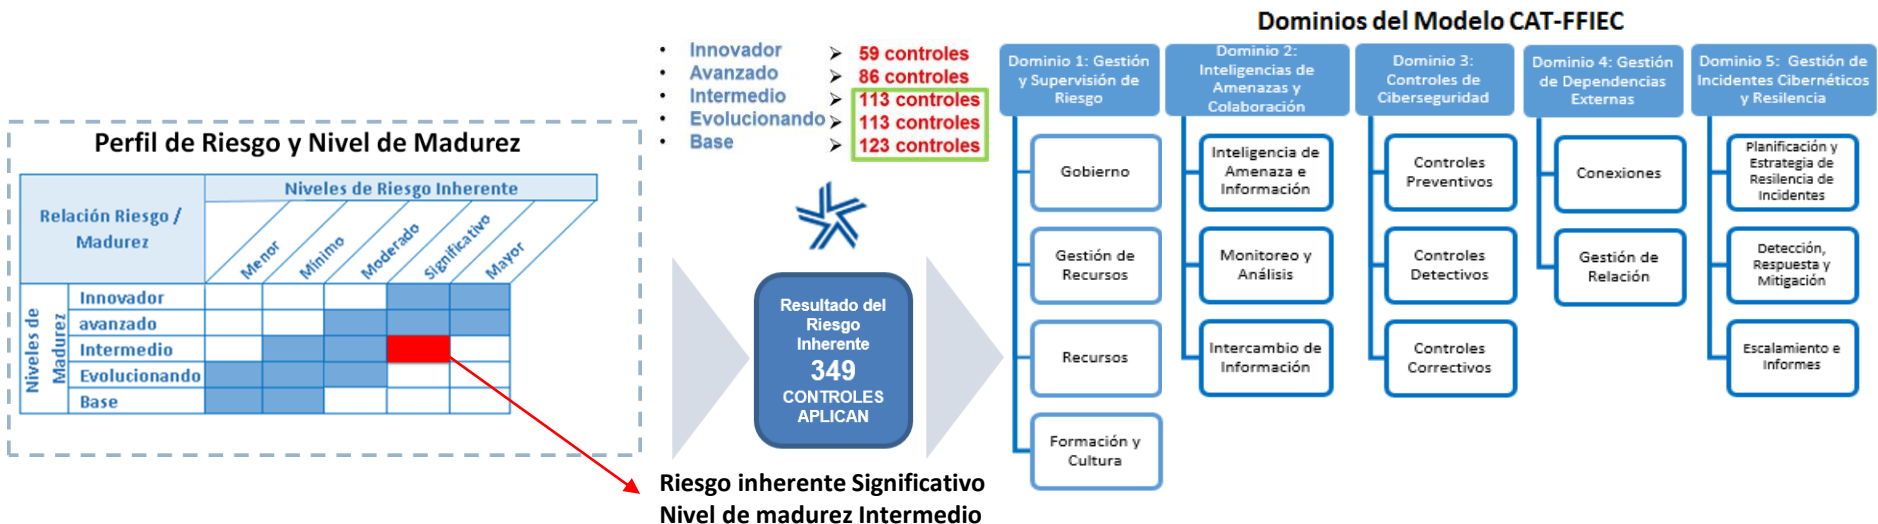 Dominios del Modelo CAT-FFIEC
• Innovador ➢ 59 controles
• Avanzado ➢ 86 controles
• Intermedio ➢ 113 controles
• Evolucionando ➢ 113 controles
• Base ➢ 123 controles
Perfil de Riesgo y Nivel de Madurez
Relación Riesgo /
Madurez
Niveles de Riesgo Inherente
Menor
Mínimo
Moderado
Significativo
Mayor
Niveles de
Madurez
Innovador
avanzado
Intermedio
Evolucionando
Base
Resultado del
Riesgo
Inherente
349
CONTROLES
APLICAN
Riesgo inherente Significativo
Nivel de madurez Intermedio
Dominio 1: Gestión
y Supervisión de
Riesgo
Gobierno
Gestión de
Recursos
Recursos
Formación y
Cultura
Dominio 2:
Inteligencias de
Amenazas y
Colaboración
Inteligencia de
Amenaza e
Información
Monitoreo y
Análisis
Intercambio de
Información
Dominio 3:
Controles de
Ciberseguridad
Controles
Preventivos
Controles
Detectivos
Controles
Correctivos
Dominio 4: Gestión
de Dependencias
Externas
Conexiones
Gestión de
Relación
Dominio 5: Gestión de
Incidentes Cibernéticos
y Resilencia
Planificación y
Estrategia de
Resilencia de
Incidentes
Detección,
Respuesta y
Mitigación
Escalamiento e
Informes